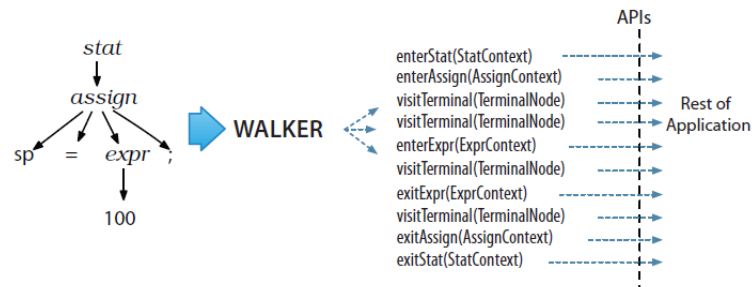 stat
assign
sp = expr ;
100
WALKER
APIs
enterStat(StatContext)
enterAssign(AssignContext)
visitTerminal(TerminalNode)
visitTerminal(TerminalNode)
enterExpr(ExprContext)
visitTerminal(TerminalNode)
exitExpr(ExprContext)
visitTerminal(TerminalNode)
exitAssign(AssignContext)
exitStat(StatContext)
Rest of
Application